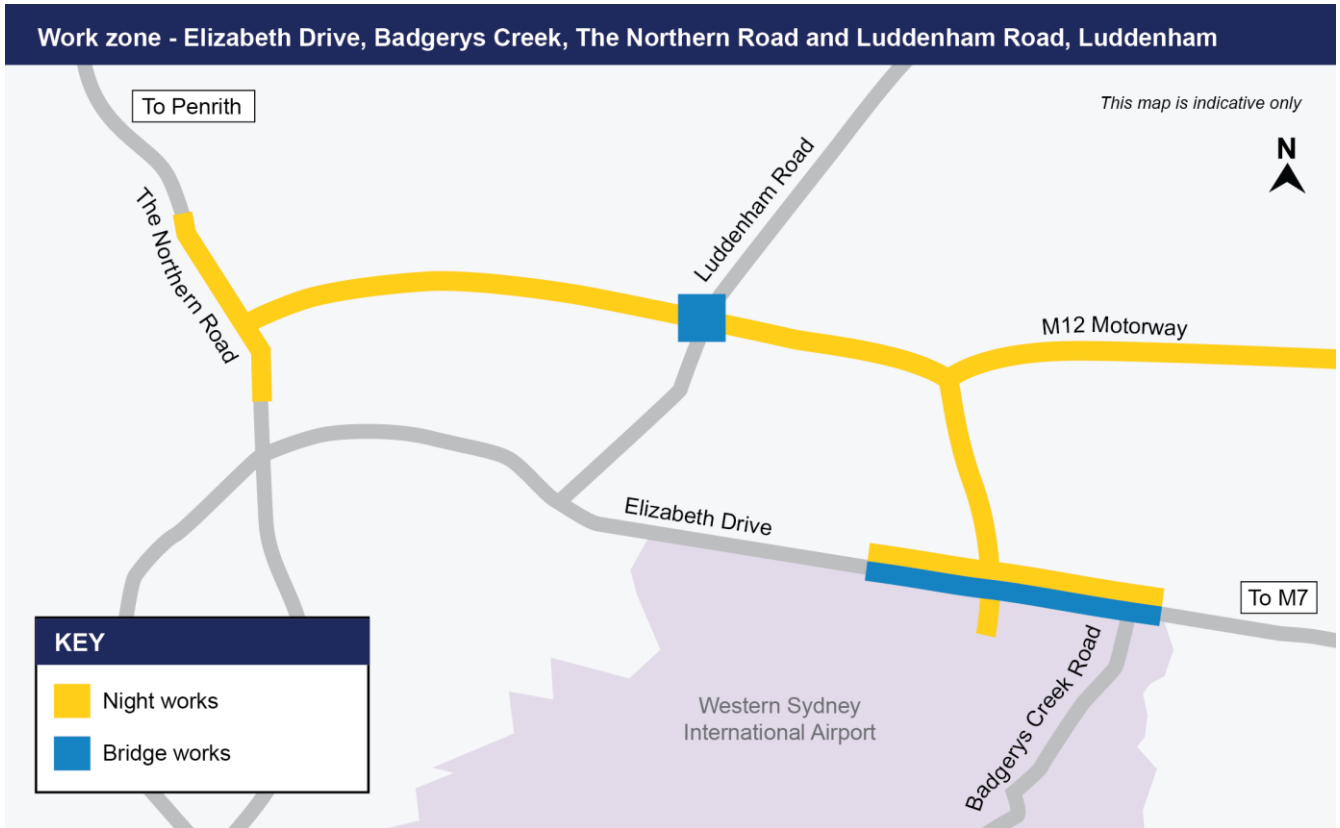 Work zone - Elizabeth Drive, Badgerys Creek, The Northern Road and Luddenham Road, Luddenham
To Penrith
This map is indicative only
N
The Northern Road
Luddenham Road
M12 Motorway
Elizabeth Drive
To M7
Badgerys Creek Road
Western Sydney
International Airport
KEY
Night works
Bridge works